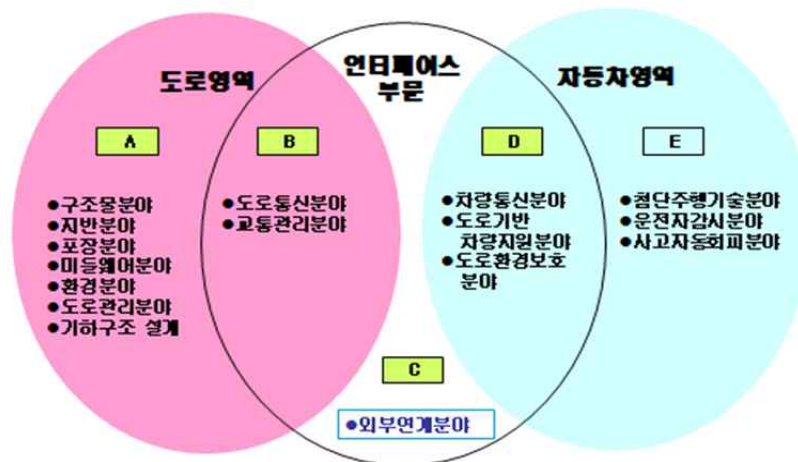 도로영역
인터페이스
부문
자동차영역
A
B
D
E
●구조물분야
●지반분야
●포장분야
●미들웨어분야
●환경분야
●도로관리분야
●기하구조 설계
●도로통신분야
●교통관리분야
●차량통신분야
●도로기반
차량지원분야
●도로환경보호
분야
●첨단주행기술분야
●운전자감시분야
●사고자동회피분야
C
●외부연계분야